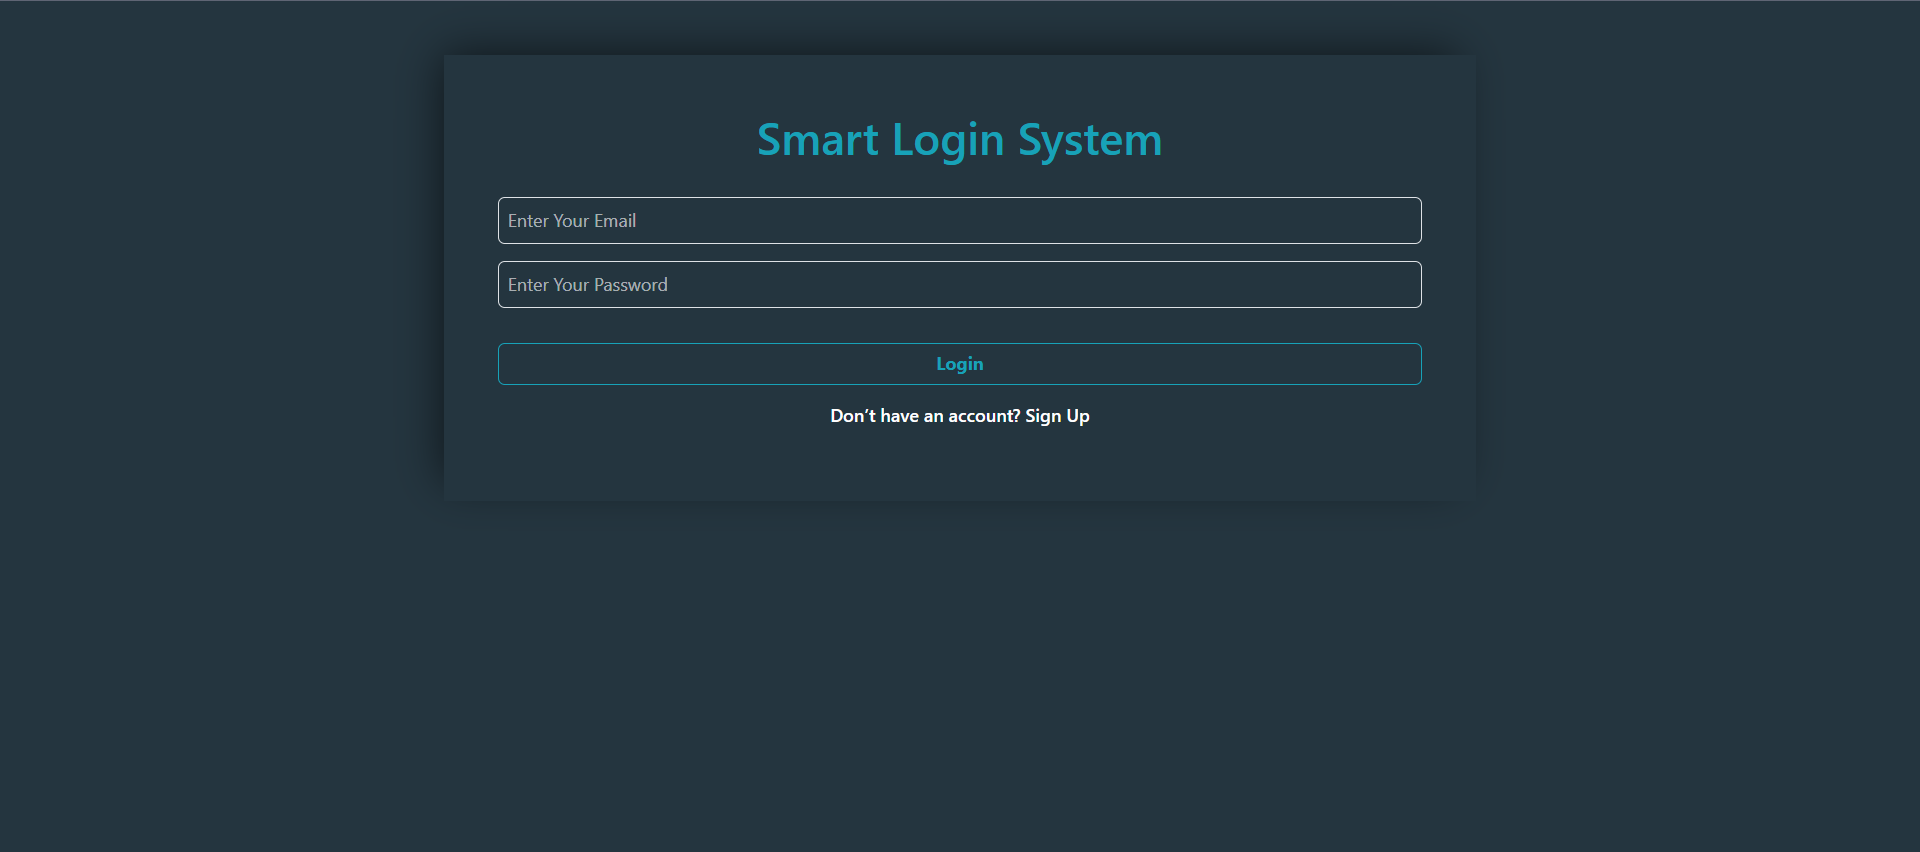 Smart Login System
Enter Your Email
Enter Your Password
Login
Don’t have an account? Sign Up